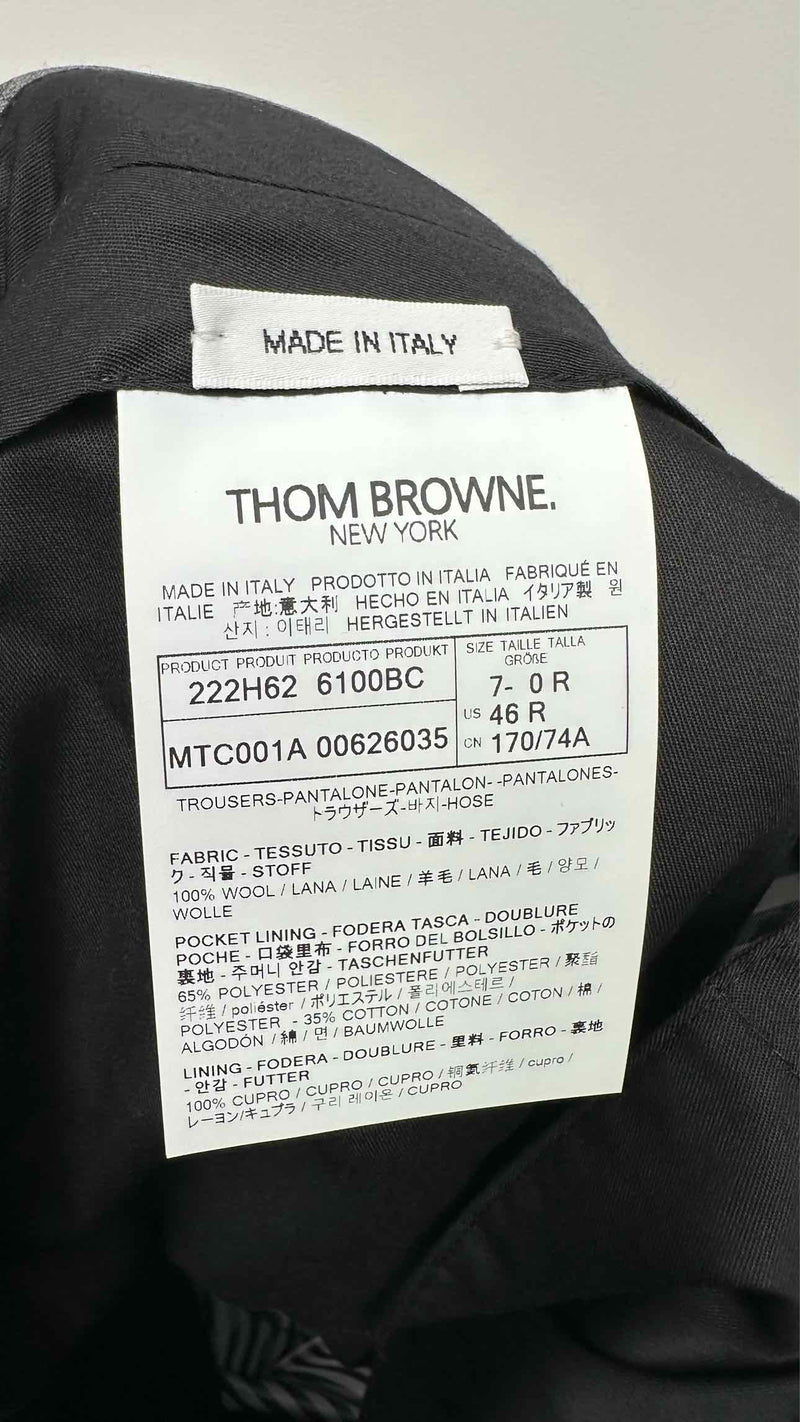 MADE IN ITALY
THOM BROWNE.
NEW YORK
MADE IN ITALY PRODOTTO IN ITALIA FABRIQUÉ EN
ITALIE 产地:意大利 HECHO EN ITALIA イタリア製 원
산지 : 이태리 HERGESTELLT IN ITALIEN
PRODUCT PRODUIT PRODUCTO PRODUKT
222H62 6100BC
MTC001A 00626035
SIZE TAILLE TALLA
GRÖßE
7- 0 R
US 46 R
CN 170/74A
TROUSERS-PANTALONE-PANTALON- -PANTALONES-
トラウザーズ-바지-HOSE
FABRIC - TESSUTO - TISSU - 面料 - TEJIDO - ファブリッ
ク - 직물 - STOFF
100% WOOL / LANA / LAINE / 羊毛 / LANA / 毛 / 양모 /
WOLLE
POCKET LINING - FODERA TASCA - DOUBLURE
POCHE - 口袋里布 - FORRO DEL BOLSILLO - ポケットの
裏地 - 주머니 안감 - TASCHENFUTTER
65% POLYESTER / POLIESTERE / POLYESTER / 聚酯
纤维 / poliéster / ポリエステル / 폴리에스테르 /
POLYESTER - 35% COTTON / COTONE / COTON / 棉 /
ALGODÓN / 綿 / 면 / BAUMWOLLE
LINING - FODERA - DOUBLURE - 里料 - FORRO - 裏地
- 안감 - FUTTER
100% CUPRO / CUPRO / CUPRO / 铜氨纤维 / cupro /
レーヨン/キュプラ / 구리 레이온 / CUPRO